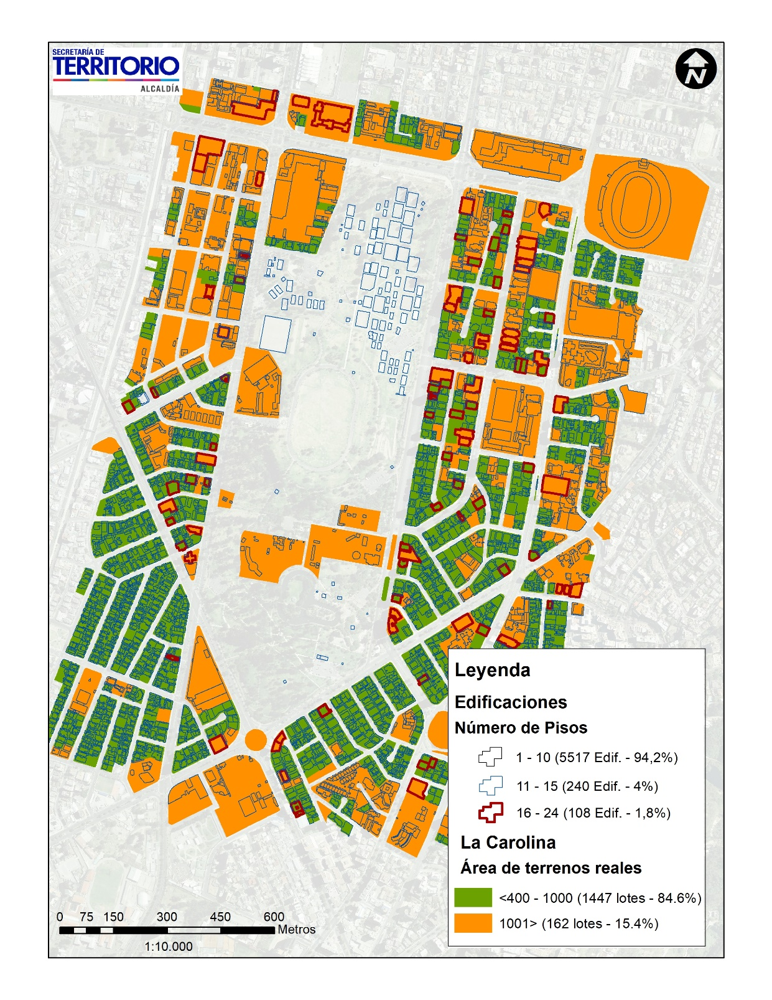 SECRETARÍA DE
TERRITORIO
ALCALDÍA
N
Leyenda
Edificaciones
Número de Pisos
1 - 10 (5517 Edif. - 94,2%)
11 - 15 (240 Edif. - 4%)
16 - 24 (108 Edif. - 1,8%)
La Carolina
Área de terrenos reales
<400 - 1000 (1447 lotes - 84.6%)
1001> (162 lotes - 15.4%)
0 75 150 300 450 600
Metros
1:10.000